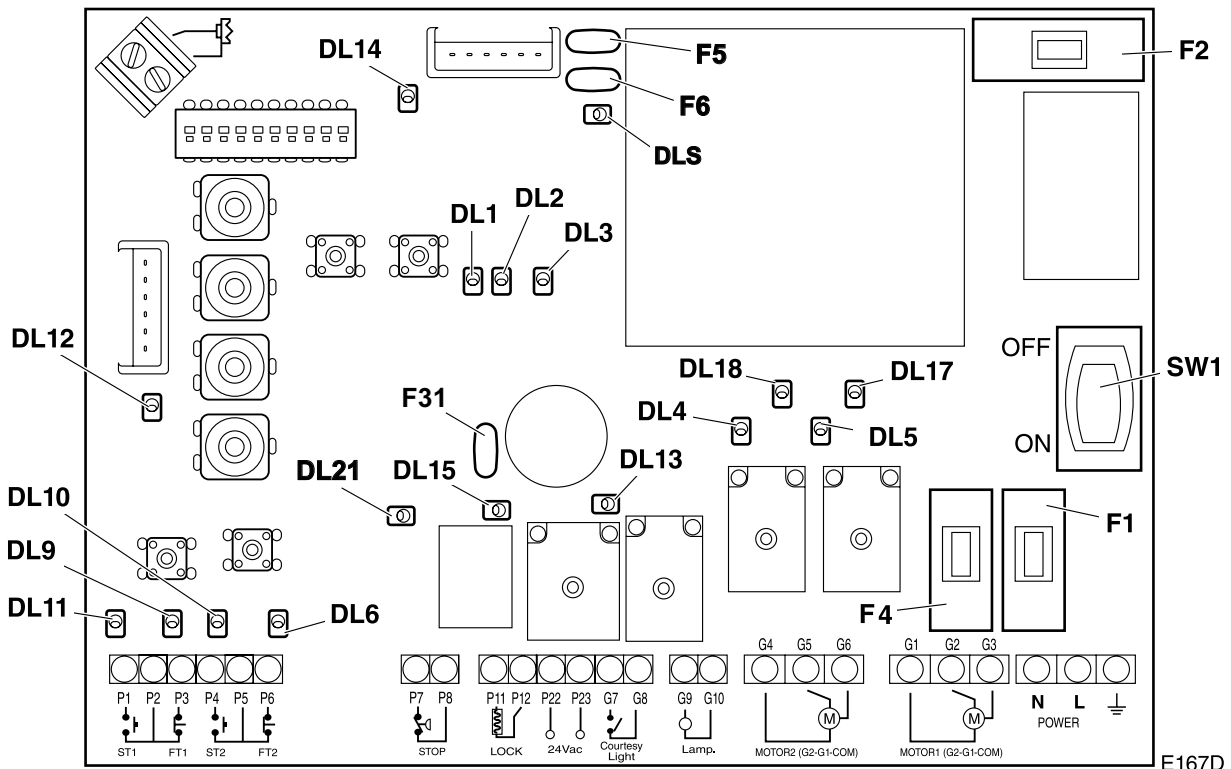 DL14
F5
F2
F6
DLS
DL1
DL2
DL3
DL12
OFF
SW1
DL18
DL17
F31
DL4
DL5
ON
DL21
DL15
DL13
DL10
F1
DL9
DL11
DL6
F4
G4 G5 G6
G1 G2 G3
P1 P2 P3 P4 P5 P6
P7 P8
P11 P12 P22 P23 G7 G8
G9 G10
N L
POWER
M
M
ST1 FT1 ST2 FT2
STOP
LOCK
24Vac
Courtesy
Light
Lamp.
MOTOR2 (G2-G1-COM)
MOTOR1 (G2-G1-COM)
E167D